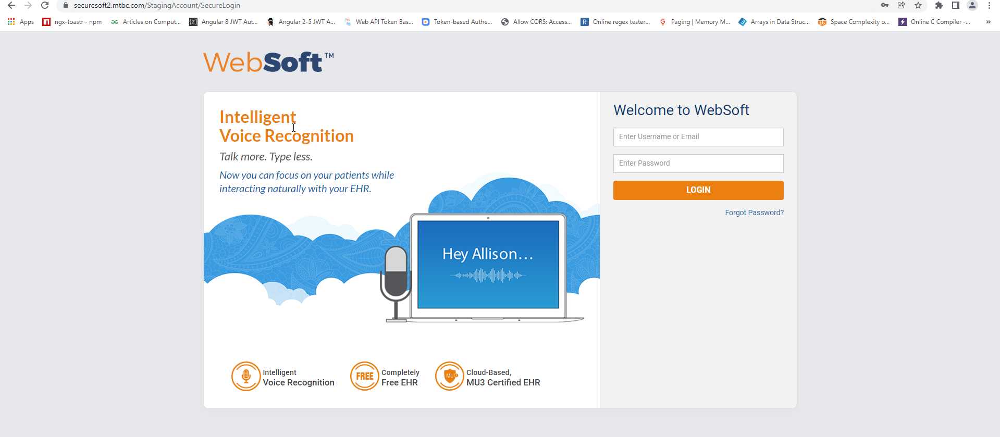 securesoft2.mtbc.com/StagingAccount/SecureLogin
Apps ngx-toastr - npm Articles on Comput... Angular 8 JWT Aut... Angular 2-5 JWT A... Web API Token Bas... Token-based Authe... Allow CORS: Access... Online regex tester... Paging | Memory M... Arrays in Data Struc... Space Complexity o... Online C Compiler -... »
WebSoft™
Intelligent
Voice Recognition
Talk more. Type less.
Now you can focus on your patients while
interacting naturally with your EHR.
Hey Allison...
Intelligent
Voice Recognition
FREE
Completely
Free EHR
MU3
Cloud-Based,
MU3 Certified EHR
Welcome to WebSoft
Enter Username or Email
Enter Password
LOGIN
Forgot Password?